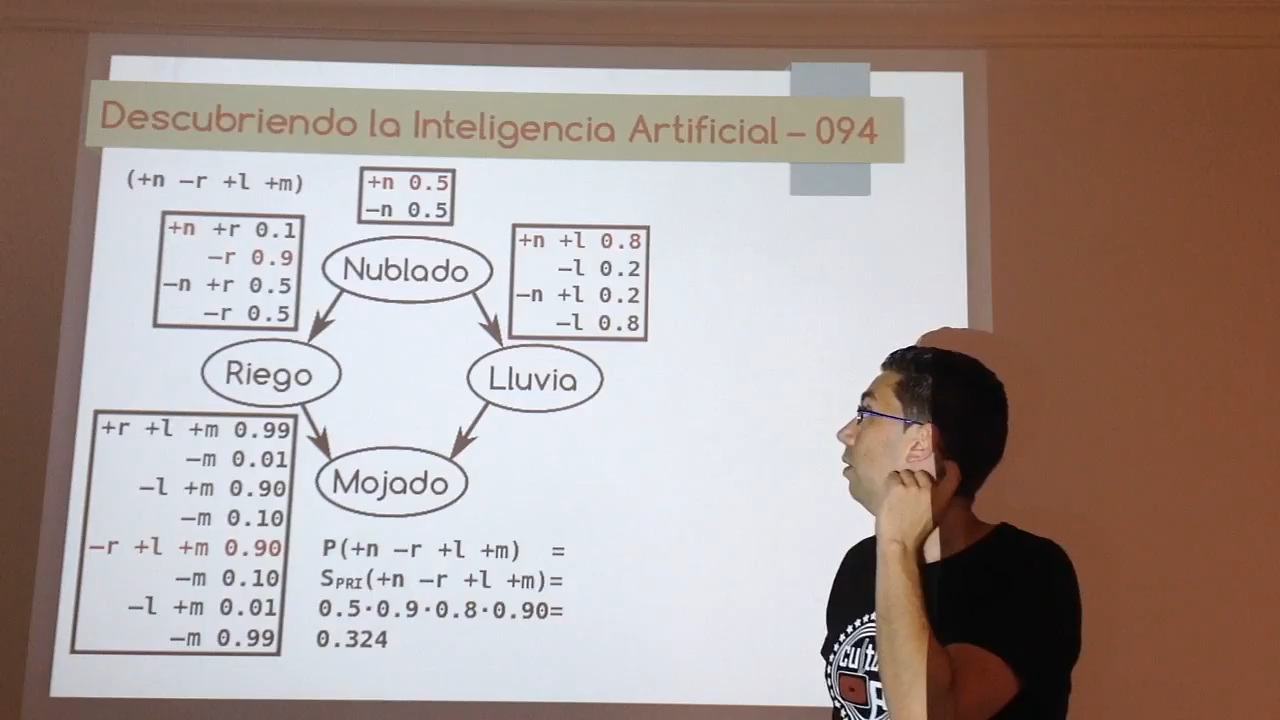 Descubriendo la Inteligencia Artificial – 094
(+n −r +l +m)
+n 0.5
−n 0.5
+n +r 0.1
−r 0.9
−n +r 0.5
−r 0.5
Nublado
+n +l 0.8
−l 0.2
−n +l 0.2
−l 0.8
Riego
Lluvia
+r +l +m 0.99
−m 0.01
−l +m 0.90
−m 0.10
−r +l +m 0.90
−m 0.10
−l +m 0.01
−m 0.99
Mojado
P(+n −r +l +m) =
SPRI(+n −r +l +m)=
0.5·0.9·0.8·0.90=
0.324